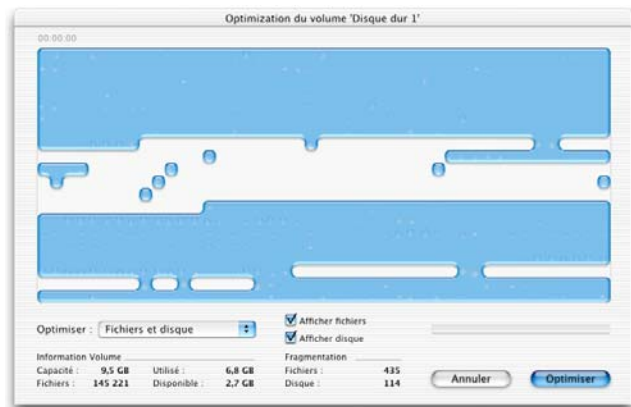 Optimization du volume 'Disque dur 1'
00:00:00
Optimiser : Fichiers et disque
Afficher fichiers
Afficher disque
Information Volume
Fragmentation
Capacité : 9,5 GB Utilisé : 6,8 GB Fichiers : 435
Fichiers : 145 221 Disponible : 2,7 GB Disque : 114
Annuler Optimiser